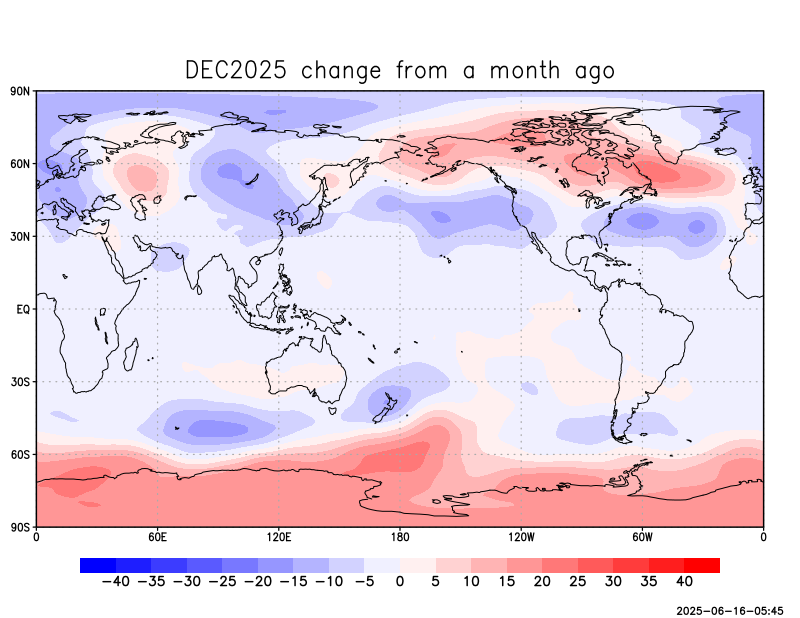 DEC2025 change from a month ago
90N
60N
30N
EQ
30S
60S
90S
0 60E 120E 180 120W 60W 0
−40 −35 −30 −25 −20 −15 −10 −5 0 5 10 15 20 25 30 35 40
2025-06-16-05:45